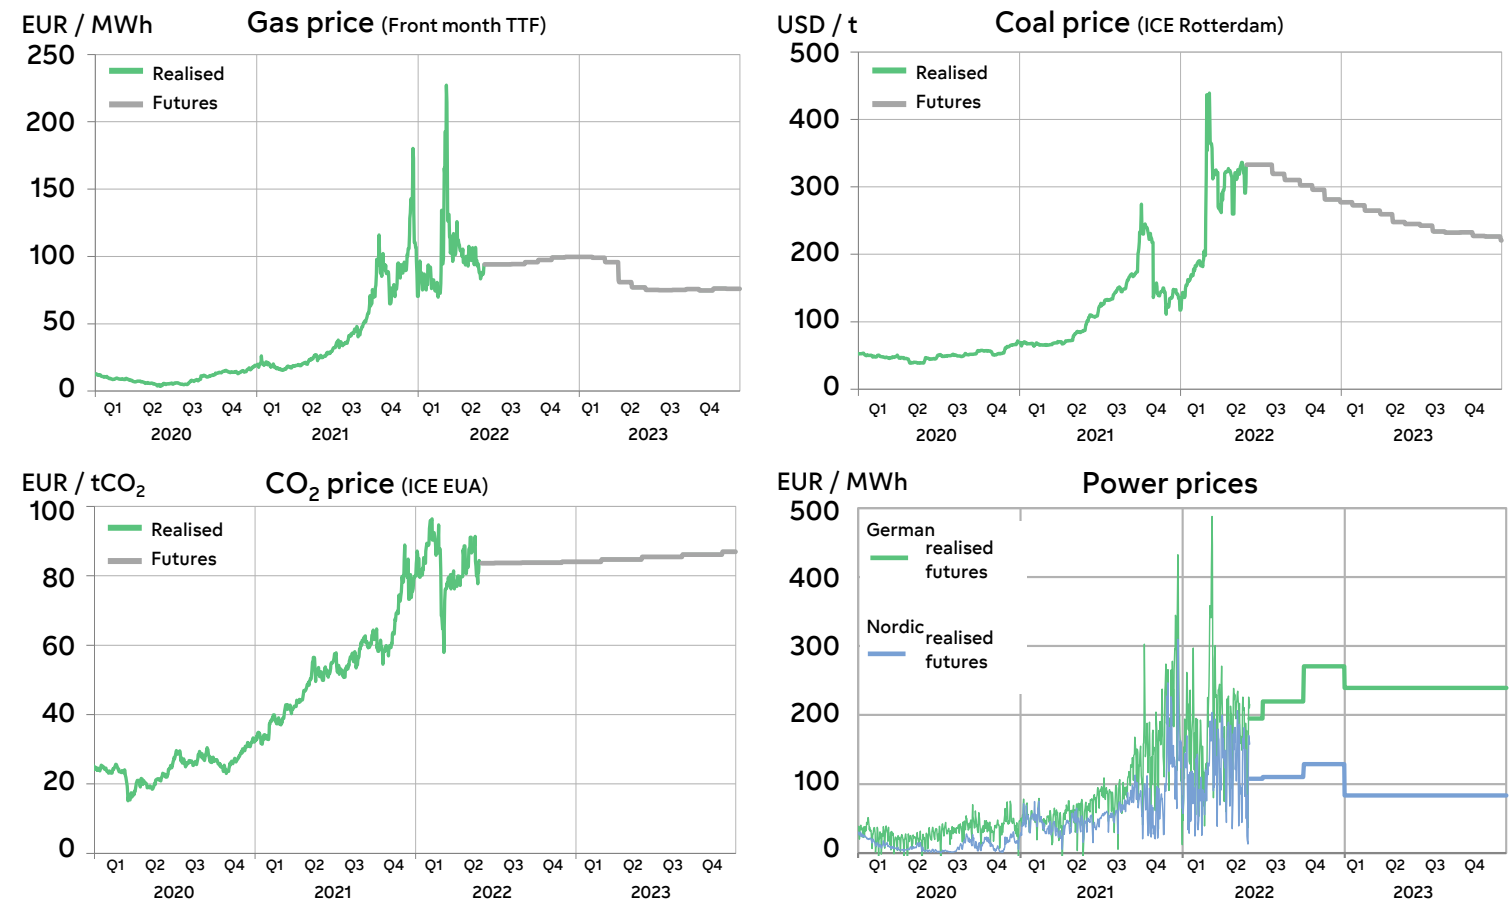 EUR / MWh
Gas price (Front month TTF)
250
200
150
100
50
0
Realised
Futures
Q1 Q2 Q3 Q4 Q1 Q2 Q3 Q4 Q1 Q2 Q3 Q4 Q1 Q2 Q3 Q4
2020 2021 2022 2023
USD / t
Coal price (ICE Rotterdam)
500
400
300
200
100
0
Realised
Futures
Q1 Q2 Q3 Q4 Q1 Q2 Q3 Q4 Q1 Q2 Q3 Q4 Q1 Q2 Q3 Q4
2020 2021 2022 2023
EUR / tCO₂
CO₂ price (ICE EUA)
100
80
60
40
20
0
Realised
Futures
Q1 Q2 Q3 Q4 Q1 Q2 Q3 Q4 Q1 Q2 Q3 Q4 Q1 Q2 Q3 Q4
2020 2021 2022 2023
EUR / MWh
Power prices
500
400
300
200
100
0
German
realised
futures
Nordic
realised
futures
Q1 Q2 Q3 Q4 Q1 Q2 Q3 Q4 Q1 Q2 Q3 Q4 Q1 Q2 Q3 Q4
2020 2021 2022 2023